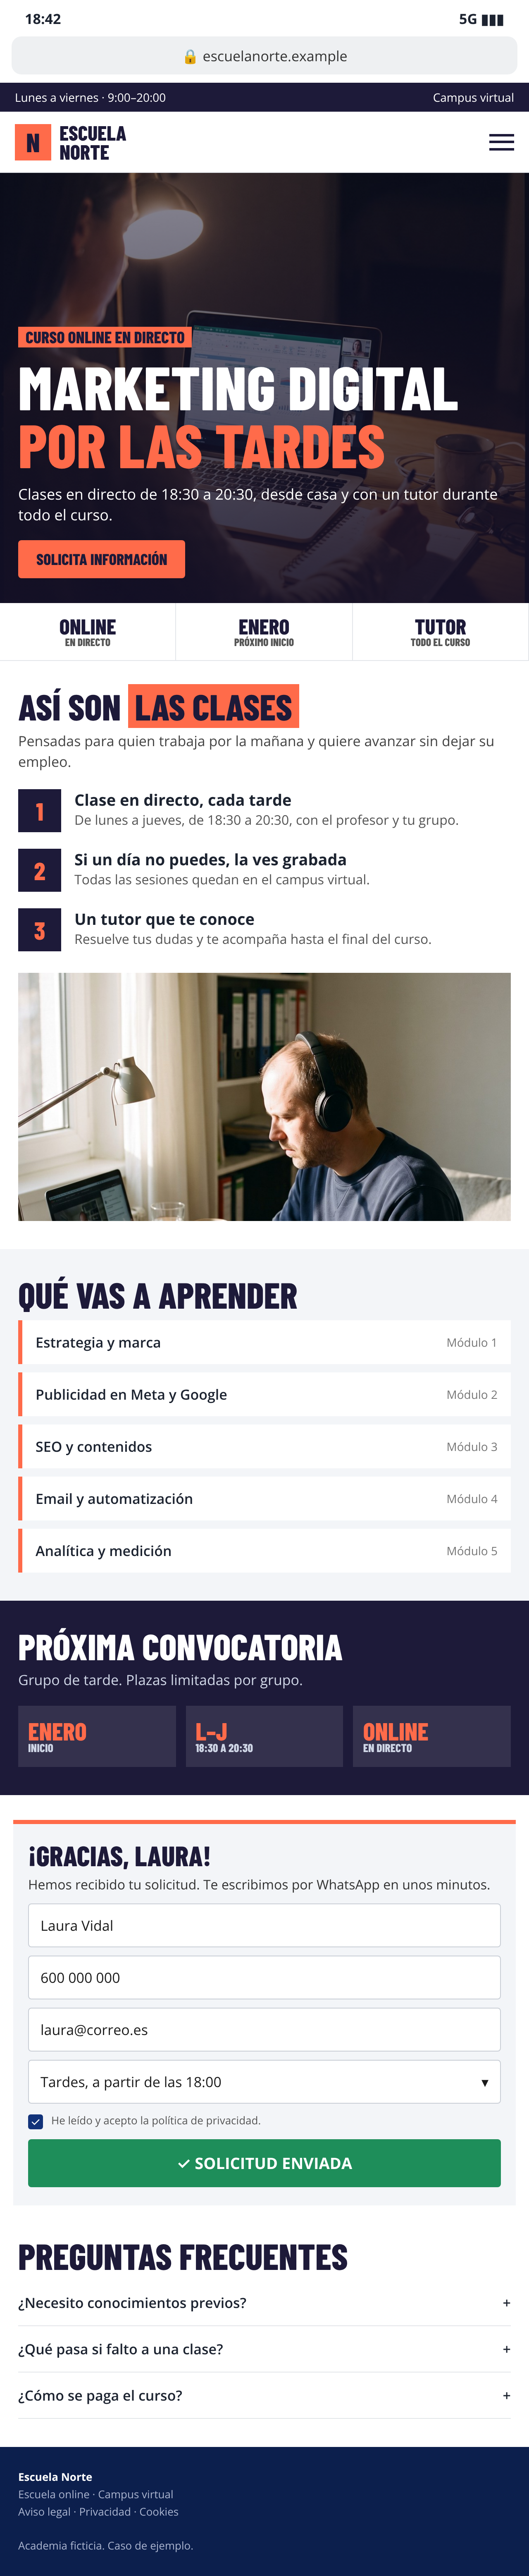 18:42
5G
escuelanorte.example
Lunes a viernes · 9:00–20:00
Campus virtual
N
ESCUELA
NORTE
CURSO ONLINE EN DIRECTO
MARKETING DIGITAL
POR LAS TARDES
Clases en directo de 18:30 a 20:30, desde casa y con un tutor durante
todo el curso.
SOLICITA INFORMACIÓN
ONLINE
EN DIRECTO
ENERO
PRÓXIMO INICIO
TUTOR
TODO EL CURSO
ASÍ SON LAS CLASES
Pensadas para quien trabaja por la mañana y quiere avanzar sin dejar su
empleo.
1
Clase en directo, cada tarde
De lunes a jueves, de 18:30 a 20:30, con el profesor y tu grupo.
2
Si un día no puedes, la ves grabada
Todas las sesiones quedan en el campus virtual.
3
Un tutor que te conoce
Resuelve tus dudas y te acompaña hasta el final del curso.
QUÉ VAS A APRENDER
Estrategia y marca
Módulo 1
Publicidad en Meta y Google
Módulo 2
SEO y contenidos
Módulo 3
Email y automatización
Módulo 4
Analítica y medición
Módulo 5
PRÓXIMA CONVOCATORIA
Grupo de tarde. Plazas limitadas por grupo.
ENERO
INICIO
L–J
18:30 A 20:30
ONLINE
EN DIRECTO
¡GRACIAS, LAURA!
Hemos recibido tu solicitud. Te escribimos por WhatsApp en unos minutos.
Laura Vidal
600 000 000
laura@correo.es
Tardes, a partir de las 18:00
He leído y acepto la política de privacidad.
✓ SOLICITUD ENVIADA
PREGUNTAS FRECUENTES
¿Necesito conocimientos previos?
+
¿Qué pasa si falto a una clase?
+
¿Cómo se paga el curso?
+
Escuela Norte
Escuela online · Campus virtual
Aviso legal · Privacidad · Cookies
Academia ficticia. Caso de ejemplo.